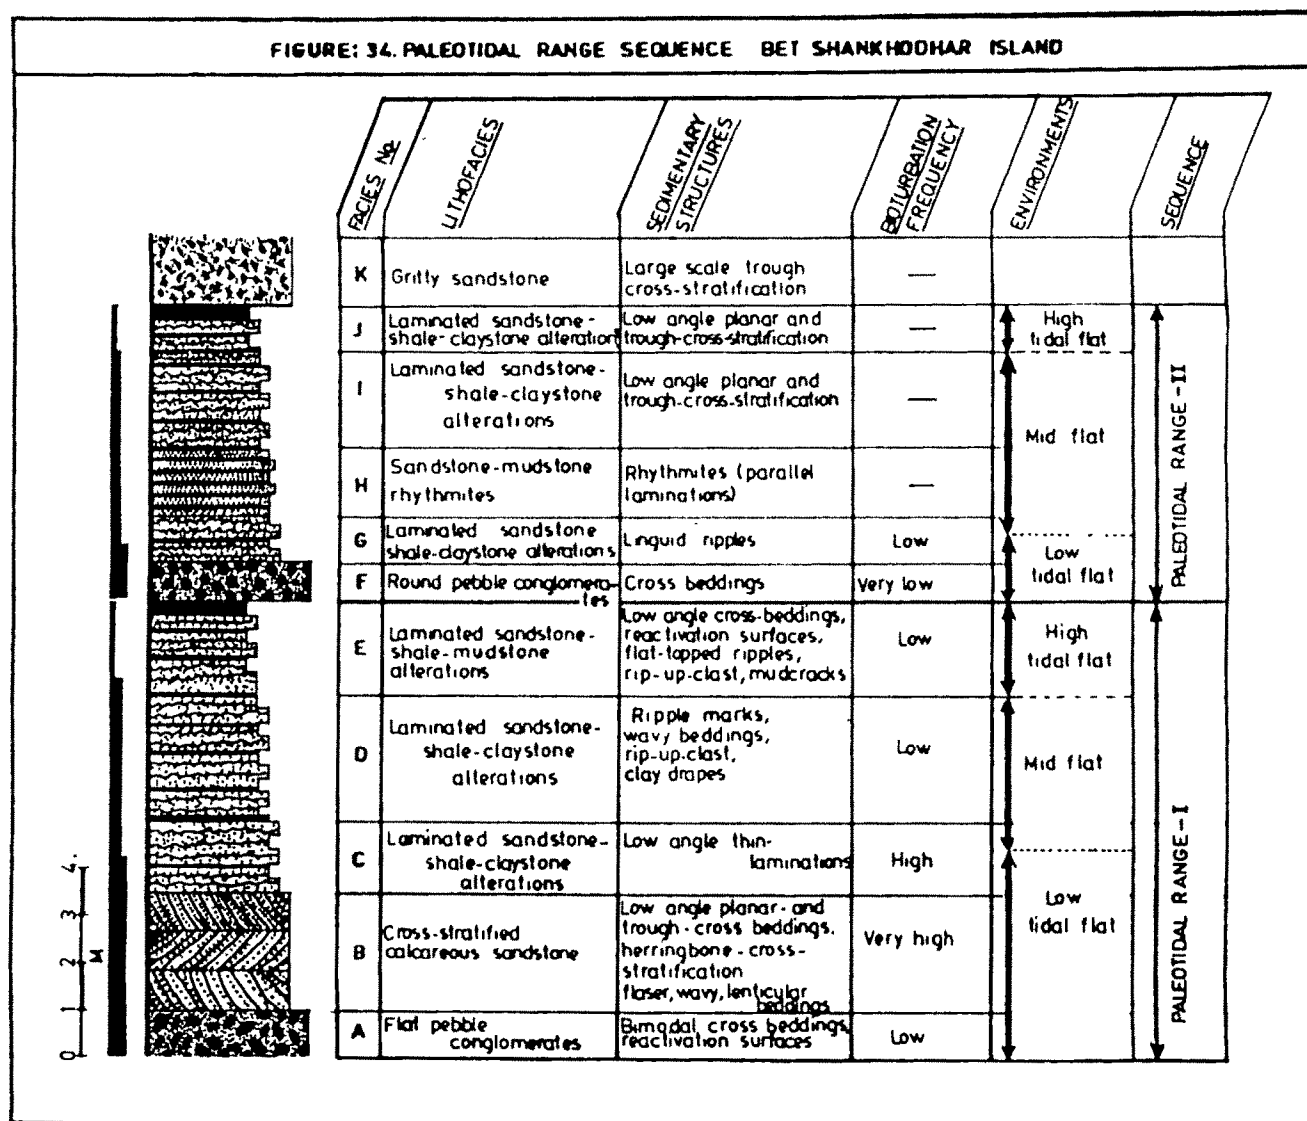 FIGURE: 34. PALEOTIDAL RANGE SEQUENCE BET SHANKHODHAR ISLAND
FACIES No.
LITHOFACIES
SEDIMENTARY
STRUCTURES
BIOTURBATION
FREQUENCY
ENVIRONMENTS
SEQUENCE
K
Gritty sandstone
Large scale trough
cross-stratification
—
J
Laminated sandstone-
shale-claystone alteration
Low angle planar and
trough-cross-stratification
—
High
tidal flat
I
Laminated sandstone-
shale-claystone
alterations
Low angle planar and
trough-cross-stratification
—
Mid flat
H
Sandstone-mudstone
rhythmites
Rhythmites (parallel
laminations)
—
G
Laminated sandstone
shale-claystone alterations
Linguid ripples
Low
Low
tidal flat
F
Round pebble conglomera-
tes
Cross beddings
Very low
PALEOTIDAL RANGE-II
E
Laminated sandstone-
shale-mudstone
alterations
Low angle cross-beddings,
reactivation surfaces,
flat-topped ripples,
rip-up-clast, mudcracks
Low
High
tidal flat
D
Laminated sandstone-
shale-claystone
alterations
Ripple marks,
wavy beddings,
rip-up-clast,
clay drapes
Low
Mid flat
C
Laminated sandstone-
shale-claystone
alterations
Low angle thin-
laminations
High
Low
tidal flat
B
Cross-stratified
calcareous sandstone
Low angle planar-and
trough-cross beddings,
herringbone-cross-
stratification
flaser, wavy, lenticular
beddings
Very high
A
Flat pebble
conglomerates
Bimodal cross beddings,
reactivation surfaces
Low
PALEOTIDAL RANGE-I
4
3
2
1
0
M